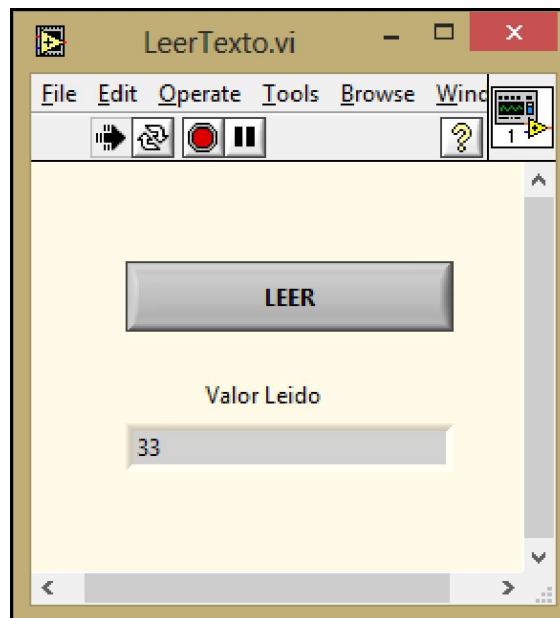 LeerTexto.vi
File Edit Operate Tools Browse Wind
1
LEER
Valor Leido
33